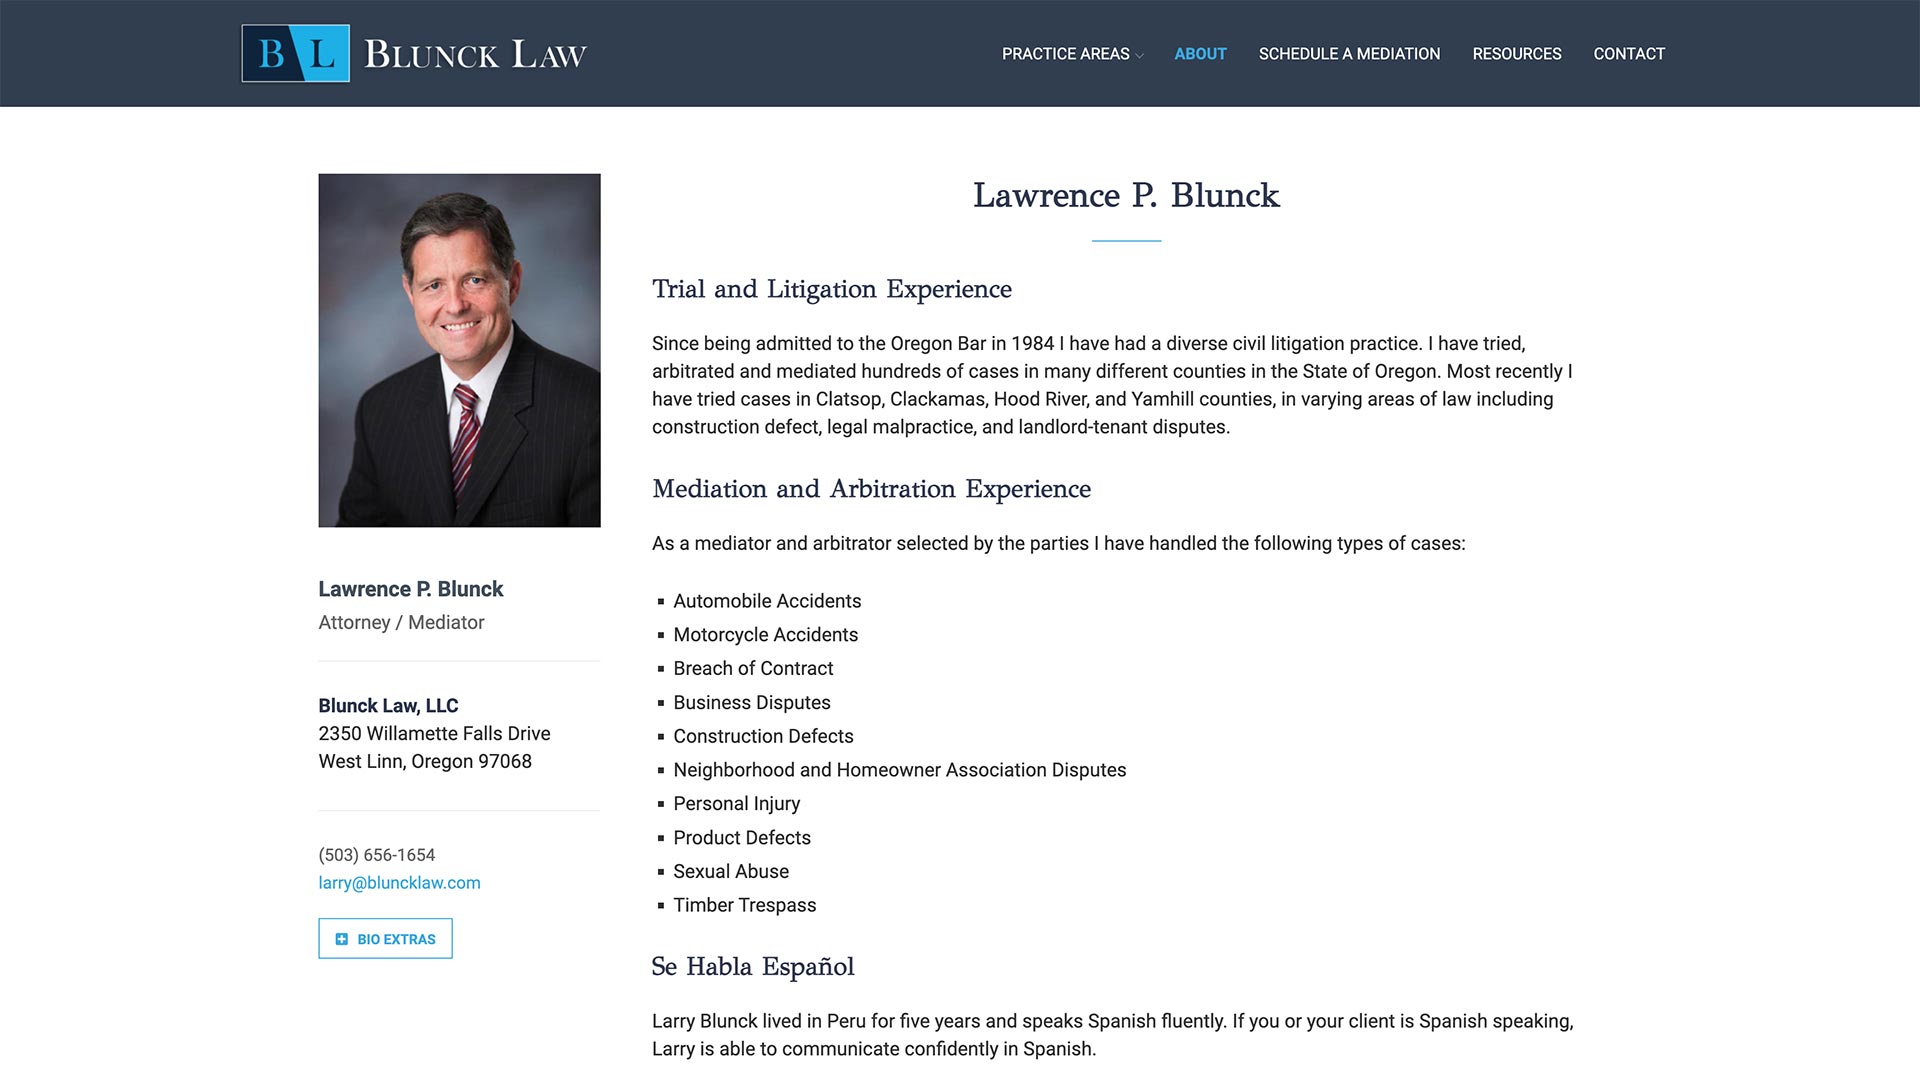 B L BLUNCK LAW
PRACTICE AREAS
ABOUT
SCHEDULE A MEDIATION
RESOURCES
CONTACT
Lawrence P. Blunck
Attorney / Mediator
Blunck Law, LLC
2350 Willamette Falls Drive
West Linn, Oregon 97068
(503) 656-1654
larry@bluncklaw.com
BIO EXTRAS
Lawrence P. Blunck
Trial and Litigation Experience
Since being admitted to the Oregon Bar in 1984 I have had a diverse civil litigation practice. I have tried,
arbitrated and mediated hundreds of cases in many different counties in the State of Oregon. Most recently I
have tried cases in Clatsop, Clackamas, Hood River, and Yamhill counties, in varying areas of law including
construction defect, legal malpractice, and landlord-tenant disputes.
Mediation and Arbitration Experience
As a mediator and arbitrator selected by the parties I have handled the following types of cases:
Automobile Accidents
Motorcycle Accidents
Breach of Contract
Business Disputes
Construction Defects
Neighborhood and Homeowner Association Disputes
Personal Injury
Product Defects
Sexual Abuse
Timber Trespass
Se Habla Español
Larry Blunck lived in Peru for five years and speaks Spanish fluently. If you or your client is Spanish speaking,
Larry is able to communicate confidently in Spanish.